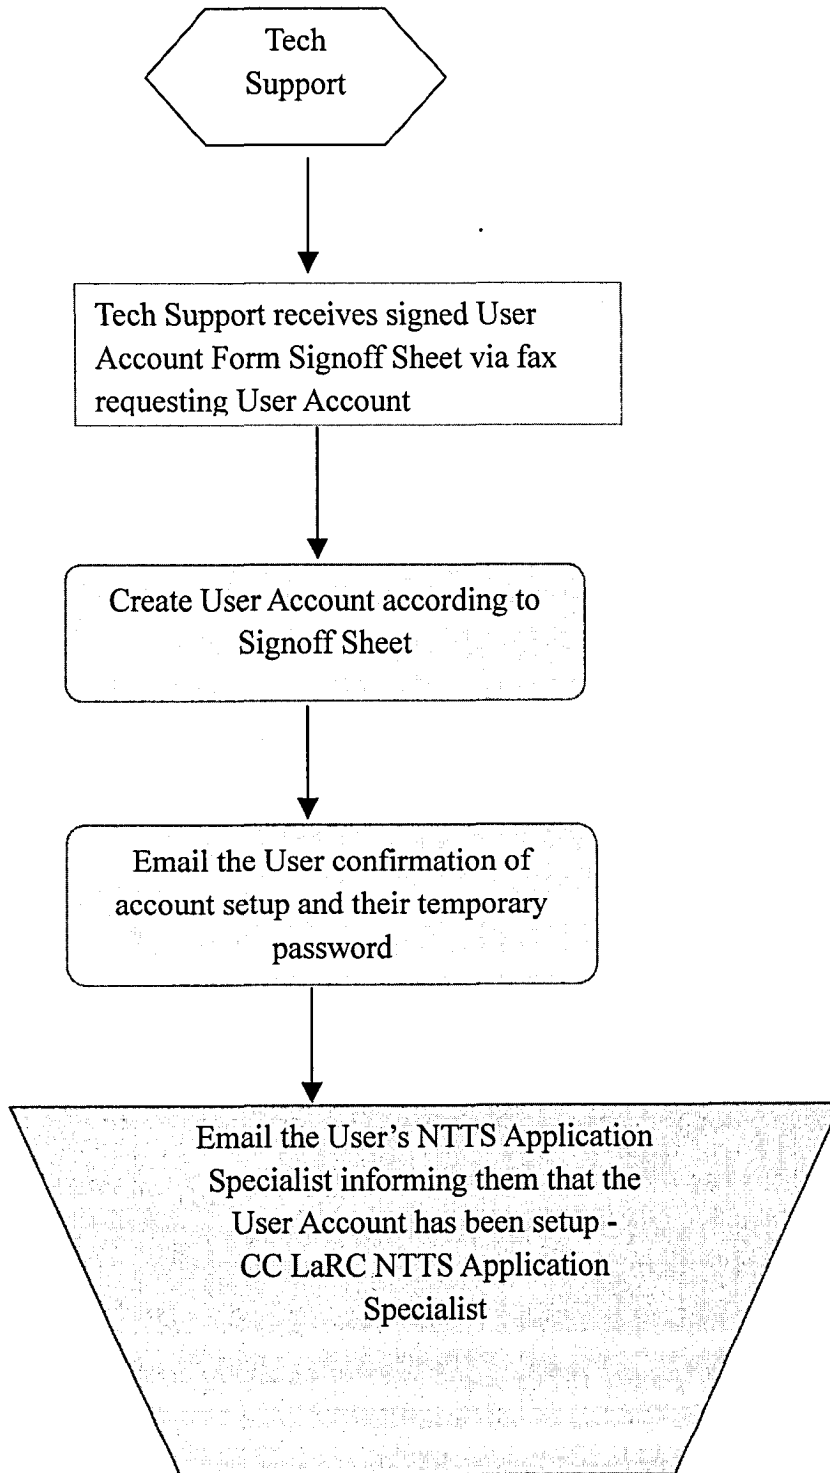 Tech
Support
Tech Support receives signed User
Account Form Signoff Sheet via fax
requesting User Account
Create User Account according to
Signoff Sheet
Email the User confirmation of
account setup and their temporary
password
Email the User's NTTS Application
Specialist informing them that the
User Account has been setup -
CC LaRC NTTS Application
Specialist